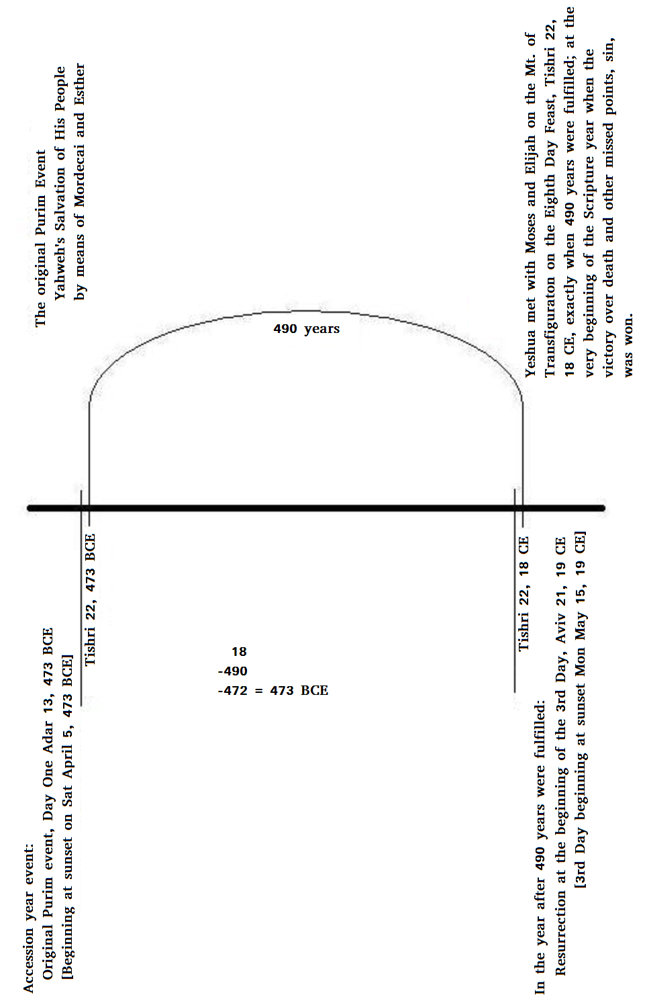 The original Purim Event
Yahweh's Salvation of His People
by means of Mordecai and Esther
Yeshua met with Moses and Elijah on the Mt. of
Transfiguraton on the Eighth Day Feast, Tishri 22,
18 CE, exactly when 490 years were fulfilled; at the
very beginning of the Scripture year when the
victory over death and other missed points, sin,
was won.
490 years
Tishri 22, 473 BCE
Tishri 22, 18 CE
18
-490
-472 = 473 BCE
Accession year event:
Original Purim event, Day One Adar 13, 473 BCE
[Beginning at sunset on Sat April 5, 473 BCE]
In the year after 490 years were fulfilled:
Resurrection at the beginning of the 3rd Day, Aviv 21, 19 CE
[3rd Day beginning at sunset Mon May 15, 19 CE]